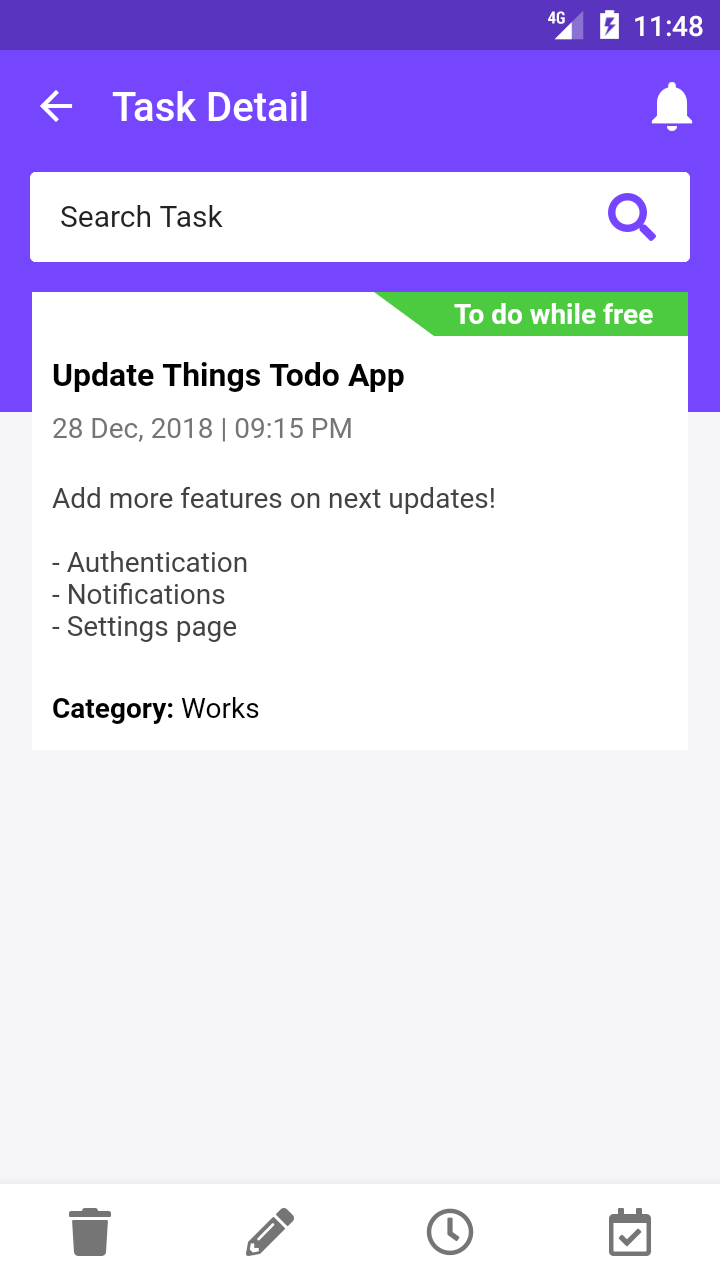 4G 11:48
Task Detail
Search Task
To do while free
Update Things Todo App
28 Dec, 2018 | 09:15 PM
Add more features on next updates!
- Authentication
- Notifications
- Settings page
Category: Works